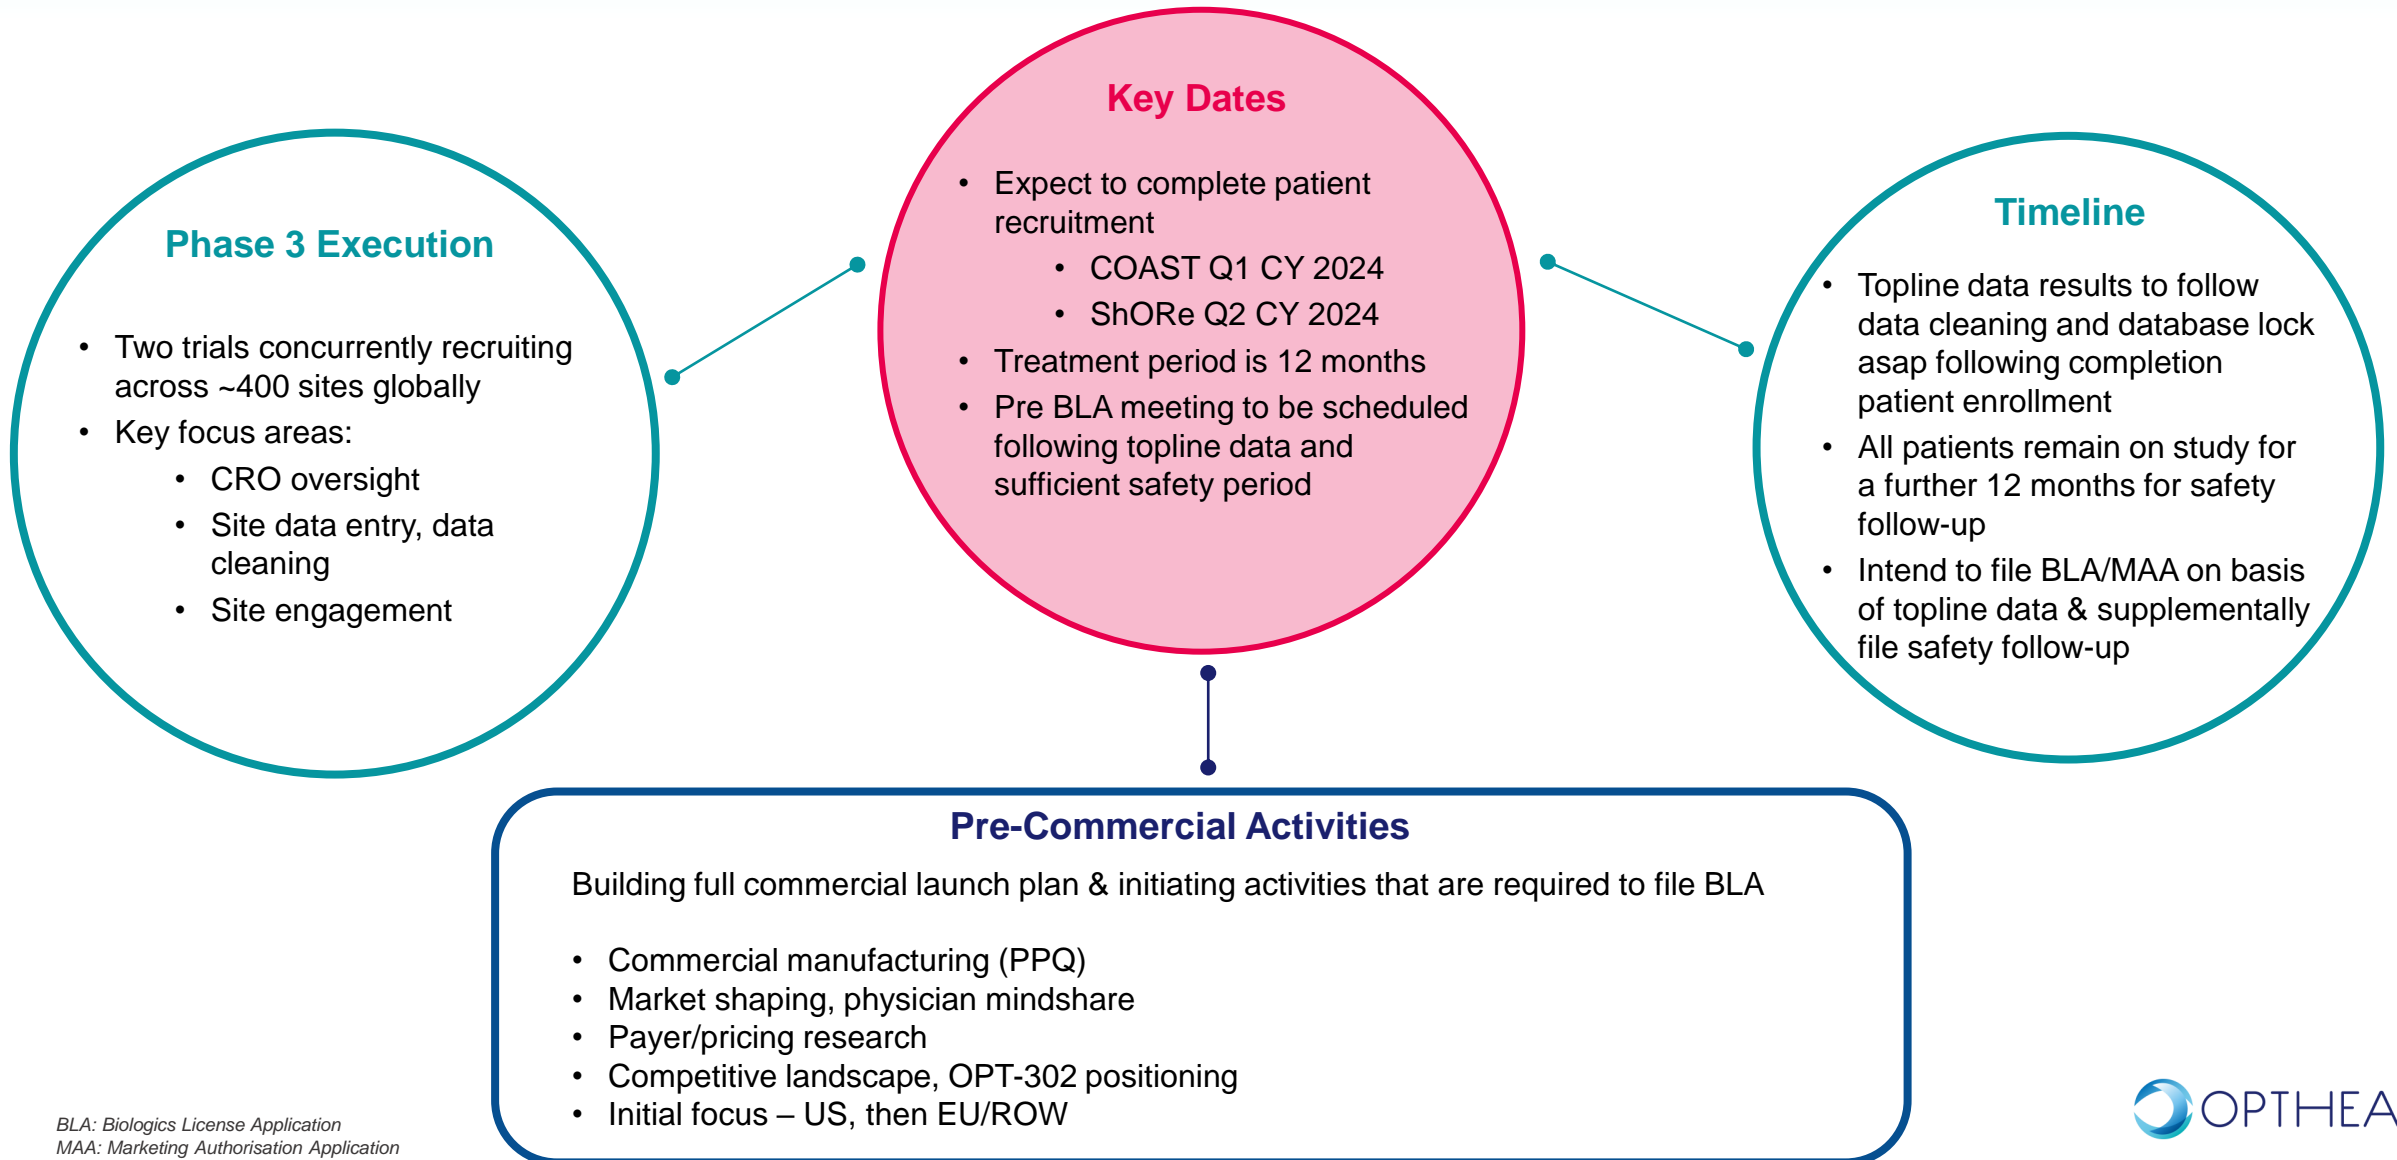 Phase 3 Execution
• Two trials concurrently recruiting
across ~400 sites globally
• Key focus areas:
• CRO oversight
• Site data entry, data
cleaning
• Site engagement
Key Dates
• Expect to complete patient
recruitment
• COAST Q1 CY 2024
• ShORe Q2 CY 2024
• Treatment period is 12 months
• Pre BLA meeting to be scheduled
following topline data and
sufficient safety period
Timeline
• Topline data results to follow
data cleaning and database lock
asap following completion
patient enrollment
• All patients remain on study for
a further 12 months for safety
follow-up
• Intend to file BLA/MAA on basis
of topline data & supplementally
file safety follow-up
Pre-Commercial Activities
Building full commercial launch plan & initiating activities that are required to file BLA
• Commercial manufacturing (PPQ)
• Market shaping, physician mindshare
• Payer/pricing research
• Competitive landscape, OPT-302 positioning
• Initial focus – US, then EU/ROW
BLA: Biologics License Application
MAA: Marketing Authorisation Application
OPTHEA